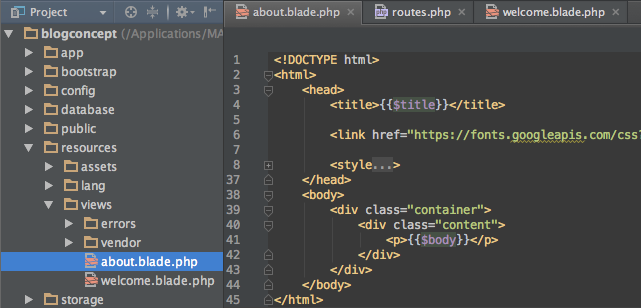 Project
about.blade.php
routes.php
welcome.blade.php
blogconcept (/Applications/MA
app
bootstrap
config
database
public
resources
assets
lang
views
errors
vendor
about.blade.php
welcome.blade.php
storage
1 <!DOCTYPE html>
2 <html>
3 <head>
4 <title>{{$title}}</title>
5
6 <link href="https://fonts.googleapis.com/css?
7
8 <style...>
37 </head>
38 <body>
39 <div class="container">
40 <div class="content">
41 <p>{{$body}}</p>
42 </div>
43 </div>
44 </body>
45 </html>